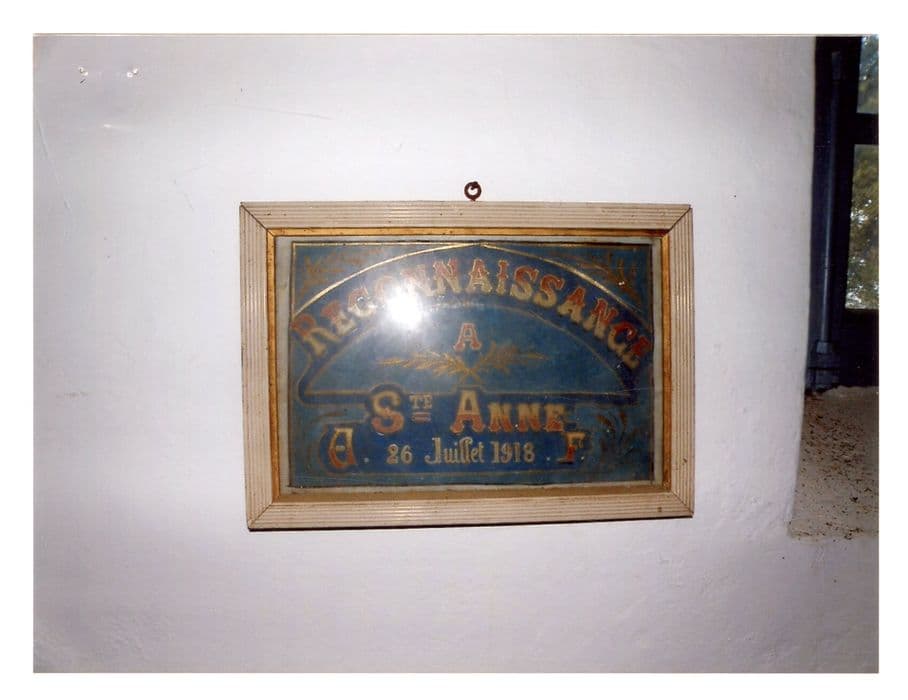 RECONNAISSANCE
A
STE ANNE
A. 26 Juillet 1918. F.